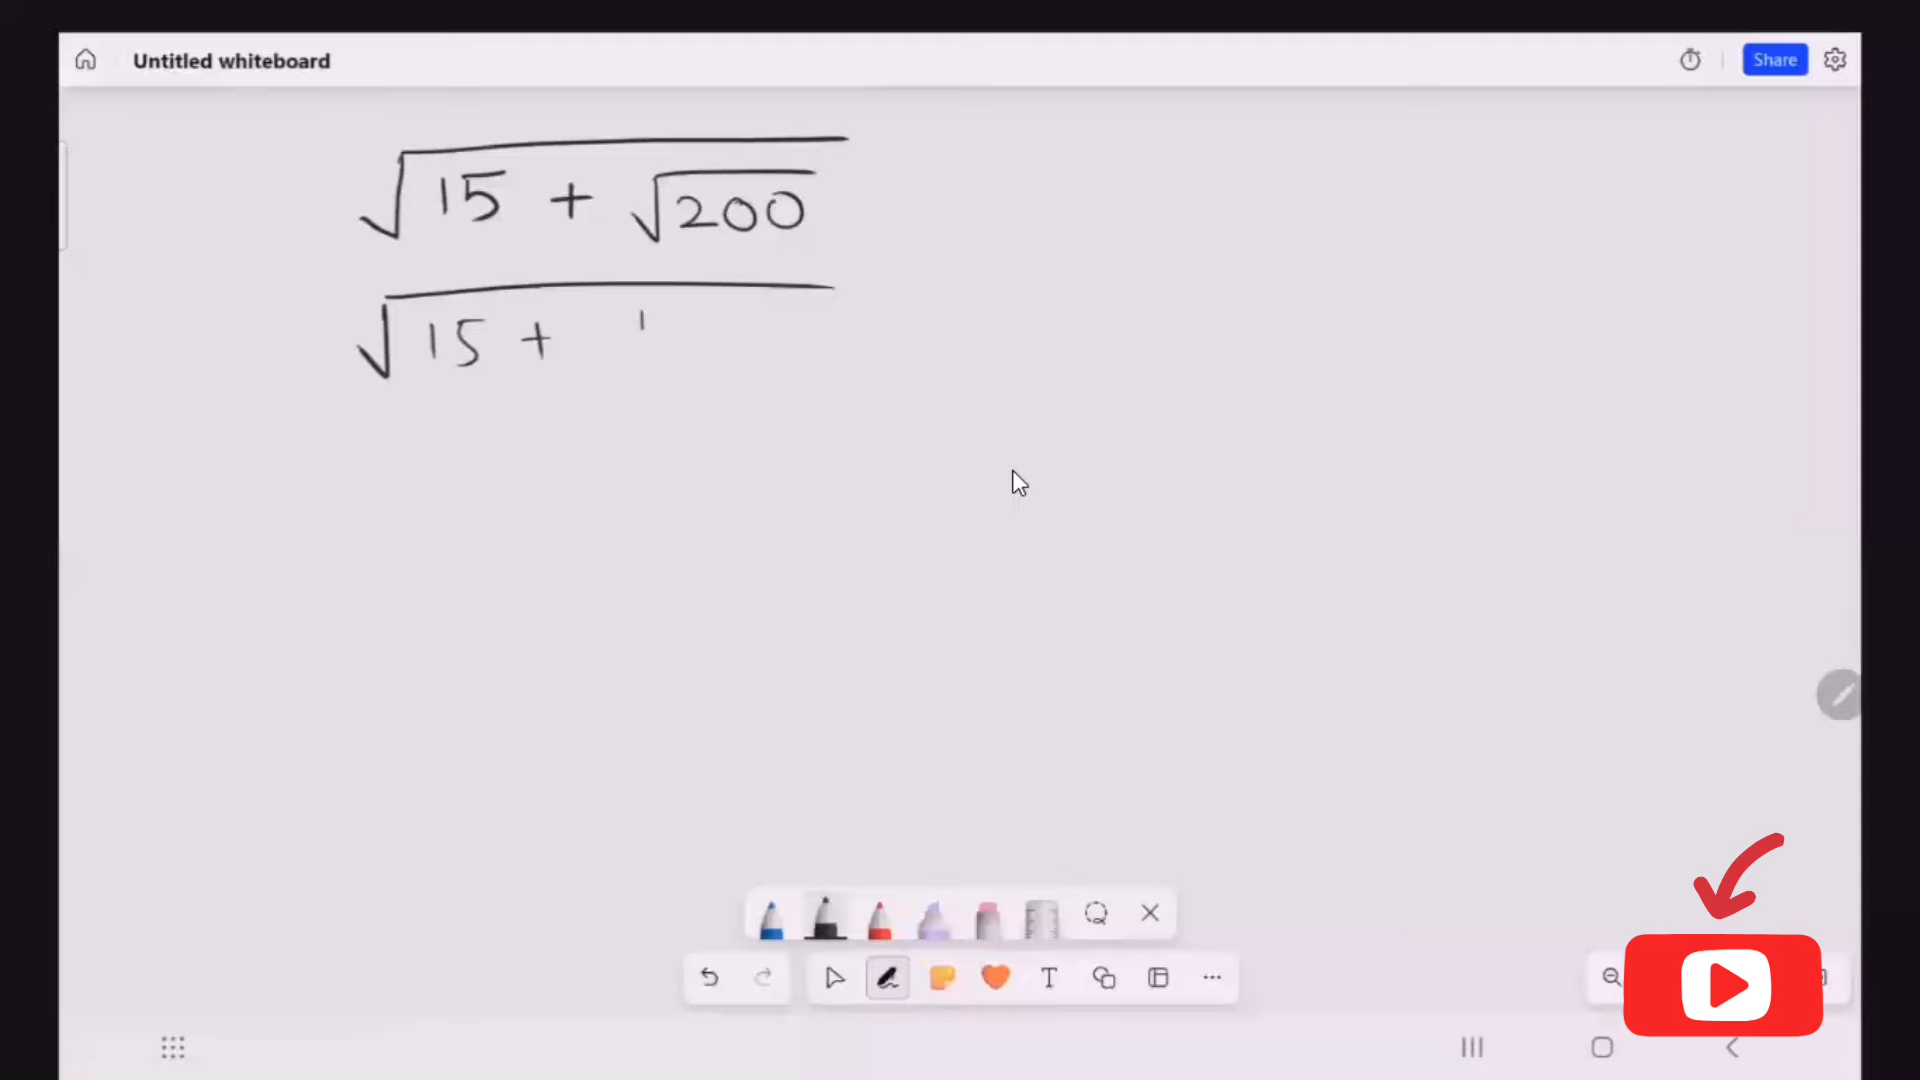 Untitled whiteboard
Share
√(15 + √200)
√(15 + '
T